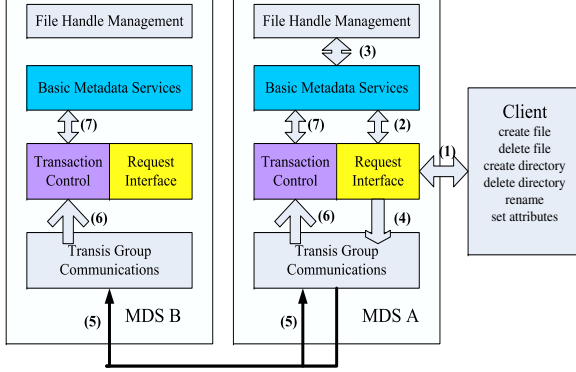 File Handle Management
File Handle Management
(3)
Basic Metadata Services
Basic Metadata Services
(7)
(7)
(2)
Transaction
Control
Request
Interface
Transaction
Control
Request
Interface
(1)
Client
create file
delete file
create directory
delete directory
rename
set attributes
(6)
(6)
(4)
Transis Group
Communications
Transis Group
Communications
(5)
MDS B
(5)
MDS A